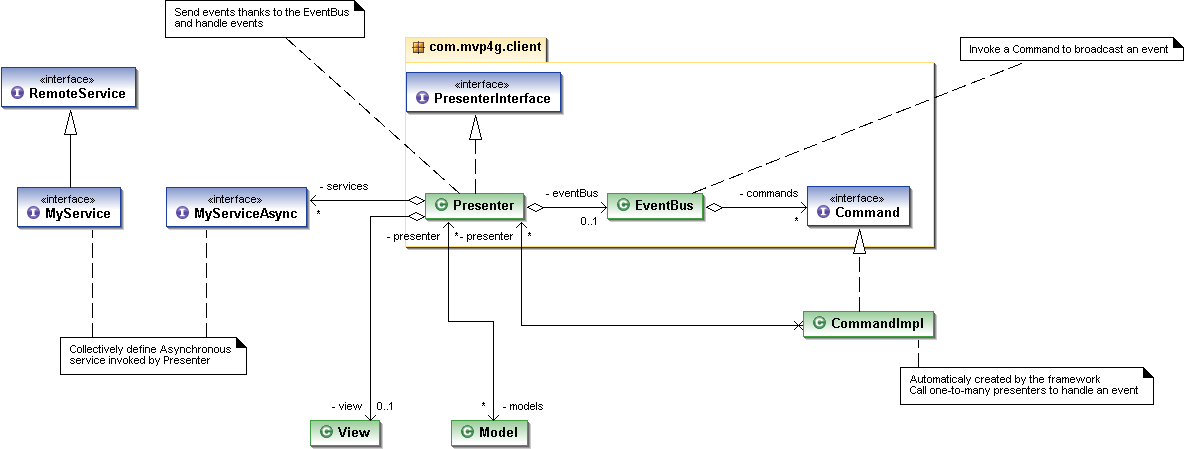 Send events thanks to the EventBus
and handle events
com.mvp4g.client
Invoke a Command to broadcast an event
«interface»
RemoteService
«interface»
PresenterInterface
«interface»
MyService
«interface»
MyServiceAsync
- services
*
Presenter
- eventBus
0..1
EventBus
- commands
*
«interface»
Command
- presenter
*
- presenter
*
CommandImpl
Collectively define Asynchronous
service invoked by Presenter
Automaticaly created by the framework
Call one-to-many presenters to handle an event
- view
0..1
*
- models
View
Model